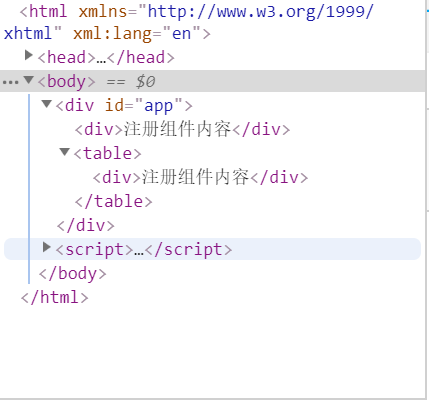 <html xmlns="http://www.w3.org/1999/
xhtml" xml:lang="en">
<head>…</head>
<body> == $0
<div id="app">
<div>注册组件内容</div>
<table>
<div>注册组件内容</div>
</table>
</div>
<script>…</script>
</body>
</html>